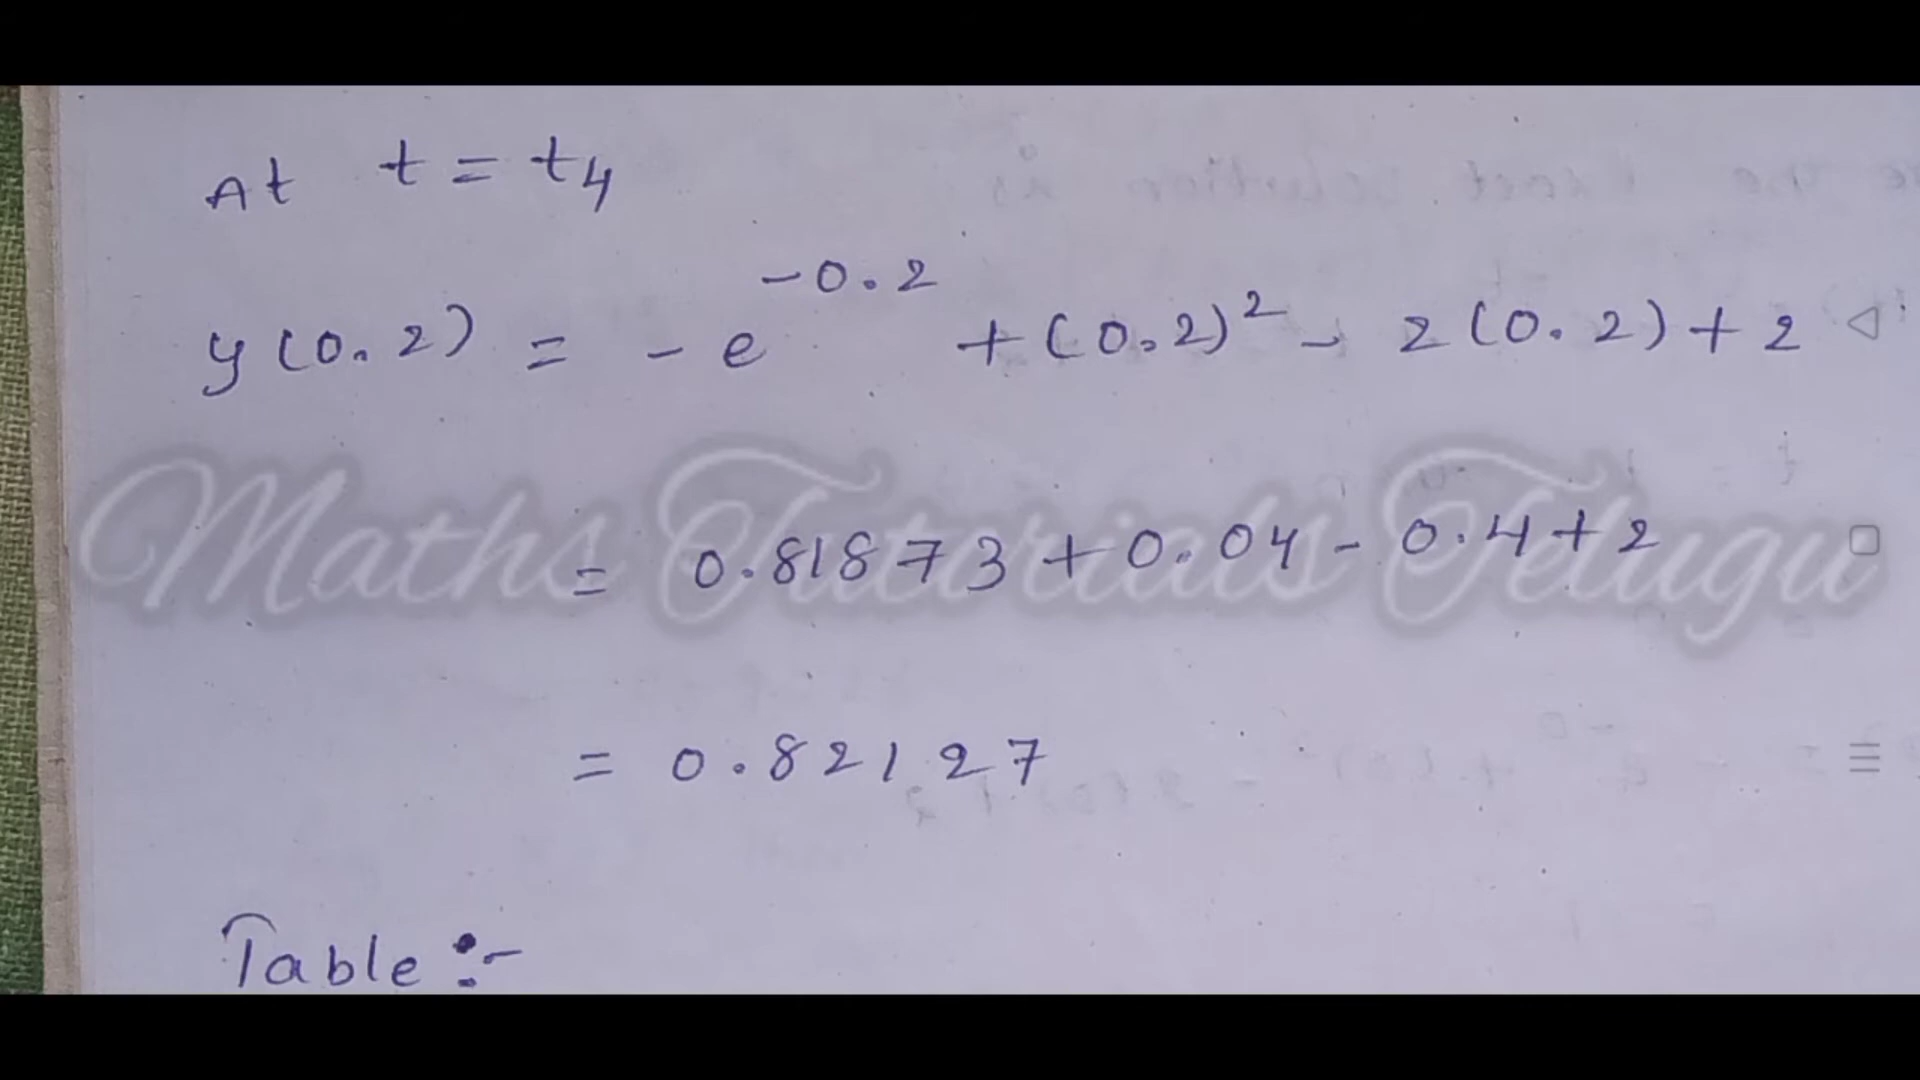 At t = t4
y(0.2) = -e^-0.2 + (0.2)² - 2(0.2) + 2
Maths Tutorials Telugu
= 0.81873 + 0.04 - 0.4 + 2
= 0.82127
Table :-